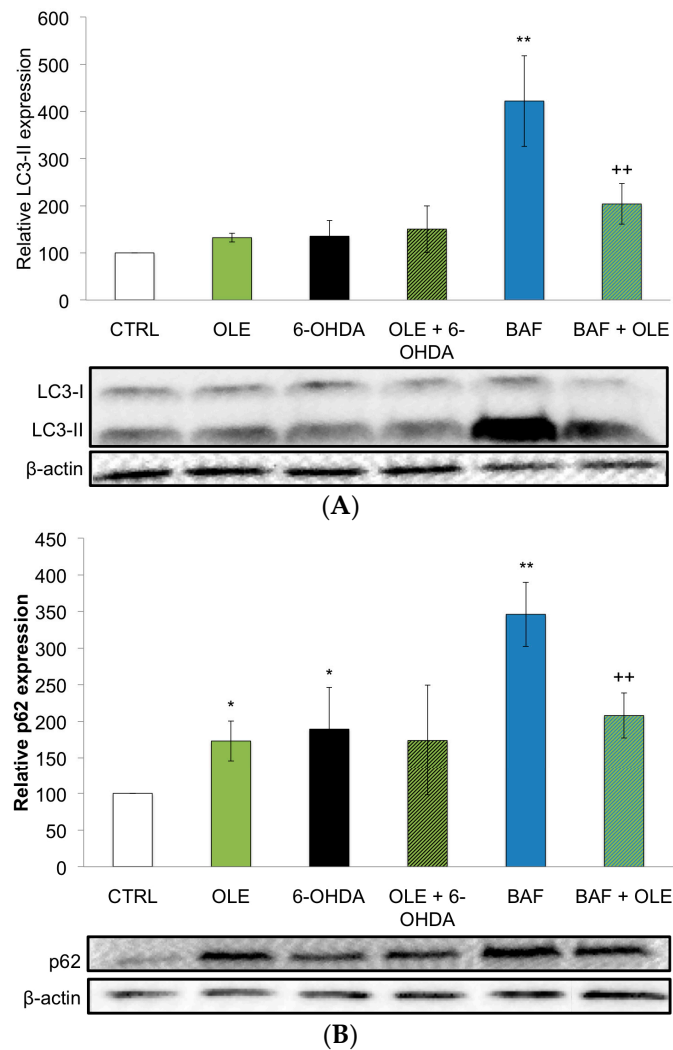 600
500
400
300
200
100
0
Relative LC3-II expression
**
++
CTRL OLE 6-OHDA OLE + 6- BAF BAF + OLE
OHDA
LC3-I
LC3-II
β-actin
(A)
450
400
350
300
250
200
150
100
50
0
Relative p62 expression
*
*
**
++
CTRL OLE 6-OHDA OLE + 6- BAF BAF + OLE
OHDA
p62
β-actin
(B)